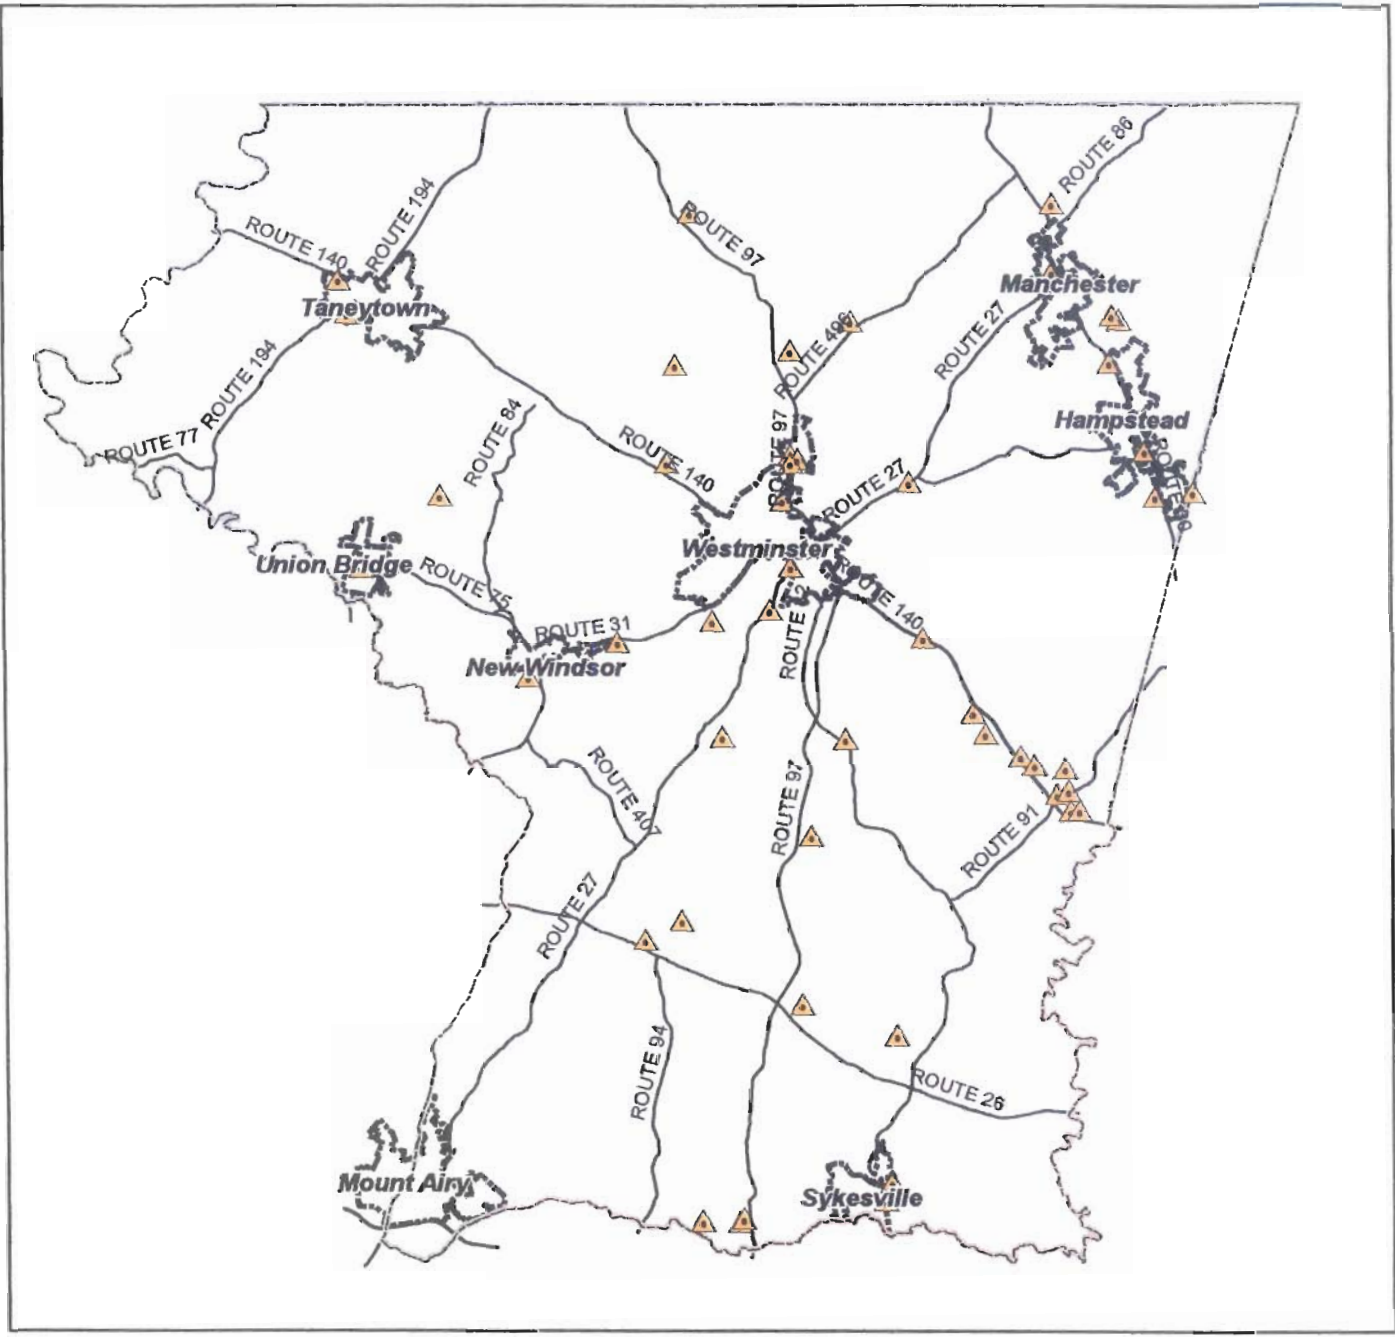 ROUTE 86
ROUTE 194
ROUTE 97
ROUTE 140
Manchester
Taneytown
ROUTE 496
ROUTE 27
ROUTE 194
ROUTE 84
Hampstead
ROUTE 77
ROUTE 140
ROUTE 97
ROUTE 27
ROUTE 30
Westminster
Union Bridge
ROUTE 75
ROUTE 140
ROUTE 31
ROUTE
New Windsor
ROUTE 407
ROUTE 97
ROUTE 91
ROUTE 27
ROUTE 94
ROUTE 26
Mount Airy
Sykesville